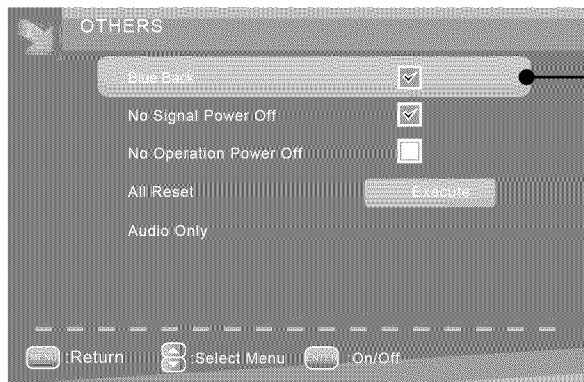 OTHERS
Blue Back
No Signal Power Off
No Operation Power Off
All Reset Execute
Audio Only
MENU :Return :Select Menu ENTER :On/Off